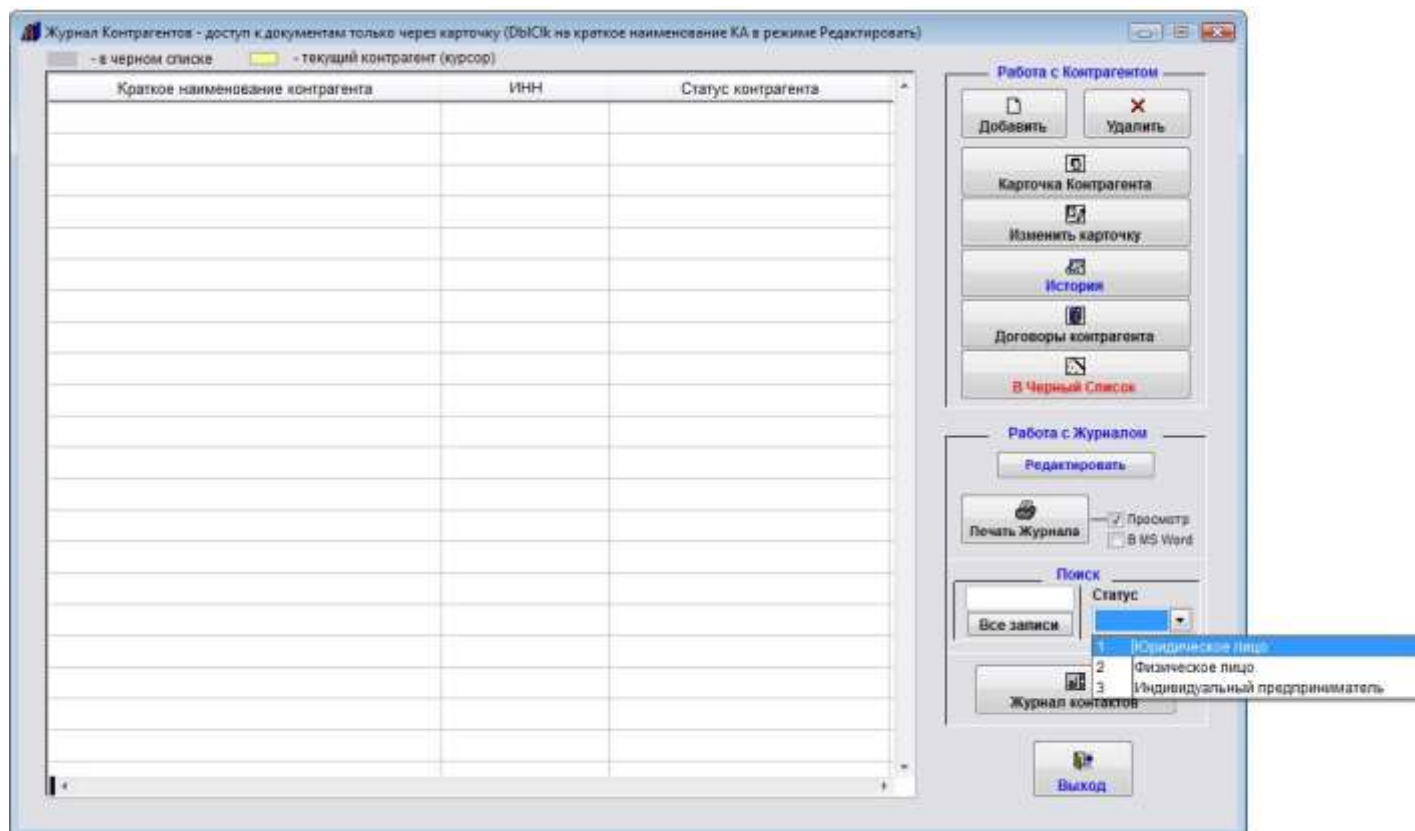 Журнал Контрагентов - доступ к документам только через карточку (DblClk на краткое наименование КА в режиме Редактировать)
- в черном списке - текущий контрагент (курсор)
Краткое наименование контрагента ИНН Статус контрагента
Работа с Контрагентом
Добавить Удалить
Карточка Контрагента
Изменить карточку
История
Договоры контрагента
В Черный Список
Работа с Журналом
Редактировать
Печать Журнала
Просмотр
В MS Word
Поиск
Статус
Все записи
1 Юридическое лицо
2 Физическое лицо
3 Индивидуальный предприниматель
Журнал контактов
Выход